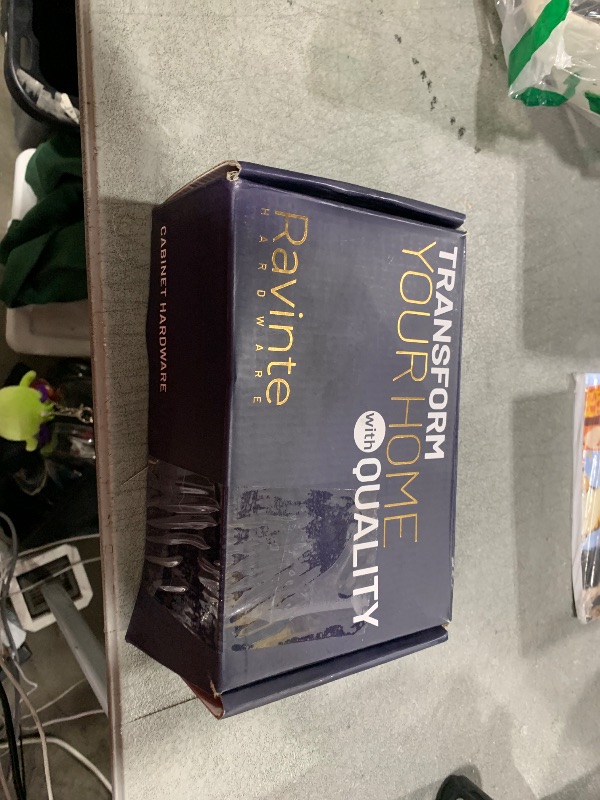 TRANSFORM
YOUR HOME
with QUALITY
Ravinte
HARDWARE
CABINET HARDWARE